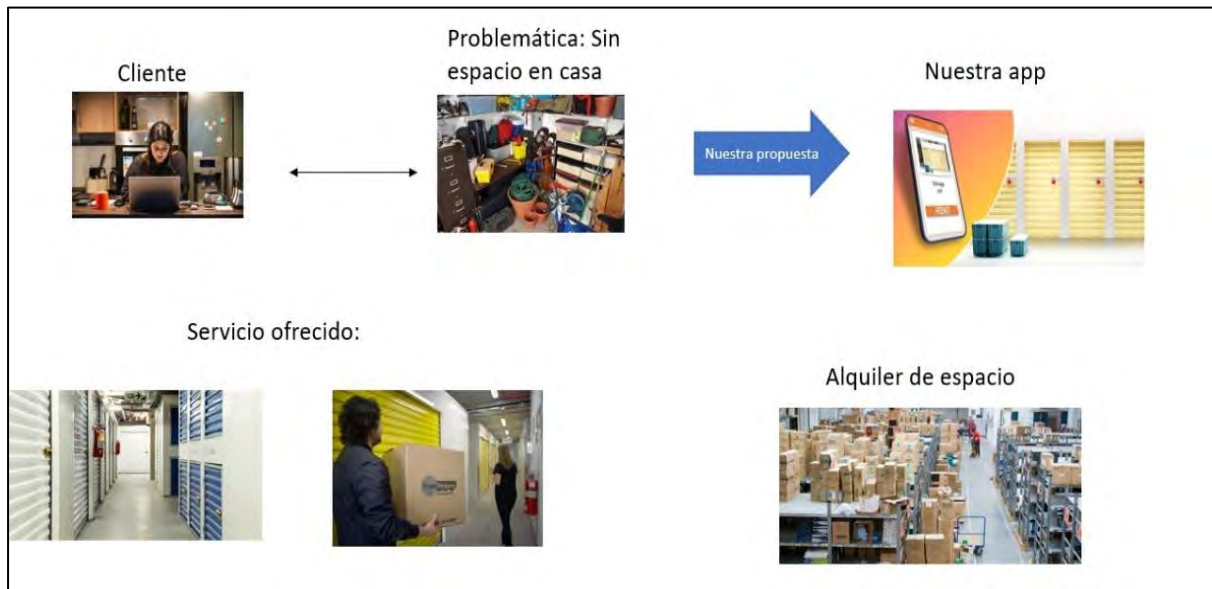 Cliente
Problemática: Sin
espacio en casa
Nuestra app
Nuestra propuesta
Servicio ofrecido:
Alquiler de espacio